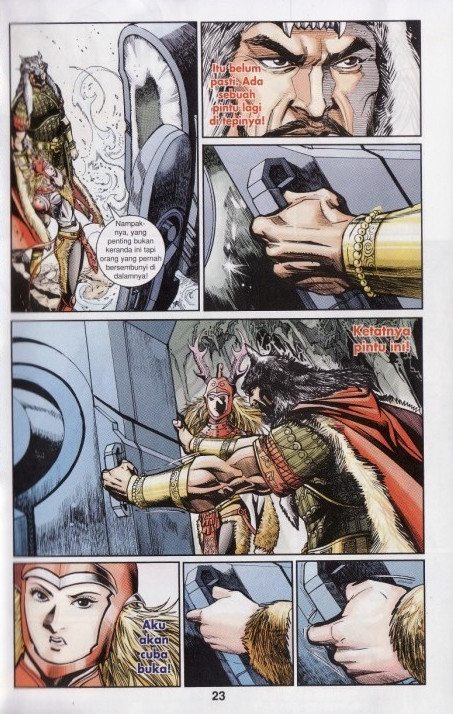 Nampak-
nya, yang
penting bukan
keranda ini tapi
orang yang pernah
bersembunyi di
dalamnya!
Itu belum
pasti. Ada
sebuah
pintu lagi
di tepinya!
Ketatnya
pintu ini!
Aku
akan
cuba
buka!
23